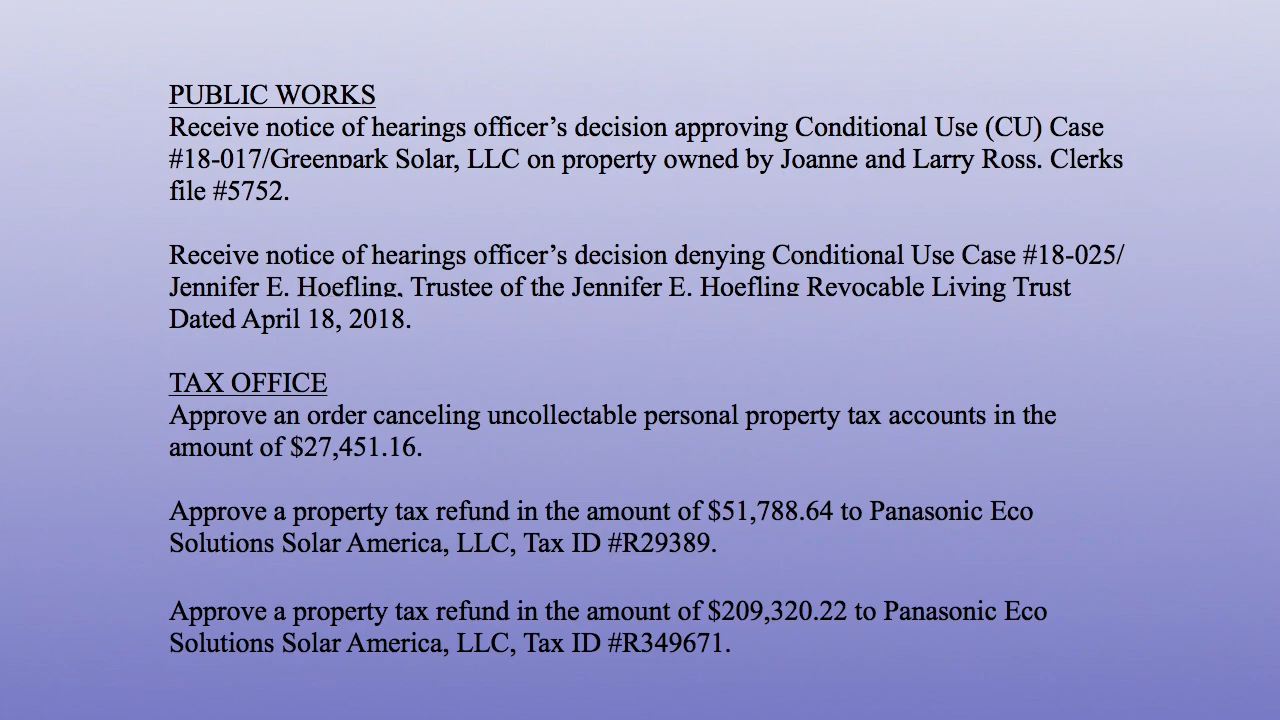 PUBLIC WORKS
Receive notice of hearings officer’s decision approving Conditional Use (CU) Case
#18-017/Greenpark Solar, LLC on property owned by Joanne and Larry Ross. Clerks
file #5752.
Receive notice of hearings officer’s decision denying Conditional Use Case #18-025/
Jennifer E. Hoefling, Trustee of the Jennifer E. Hoefling Revocable Living Trust
Dated April 18, 2018.
TAX OFFICE
Approve an order canceling uncollectable personal property tax accounts in the
amount of $27,451.16.
Approve a property tax refund in the amount of $51,788.64 to Panasonic Eco
Solutions Solar America, LLC, Tax ID #R29389.
Approve a property tax refund in the amount of $209,320.22 to Panasonic Eco
Solutions Solar America, LLC, Tax ID #R349671.